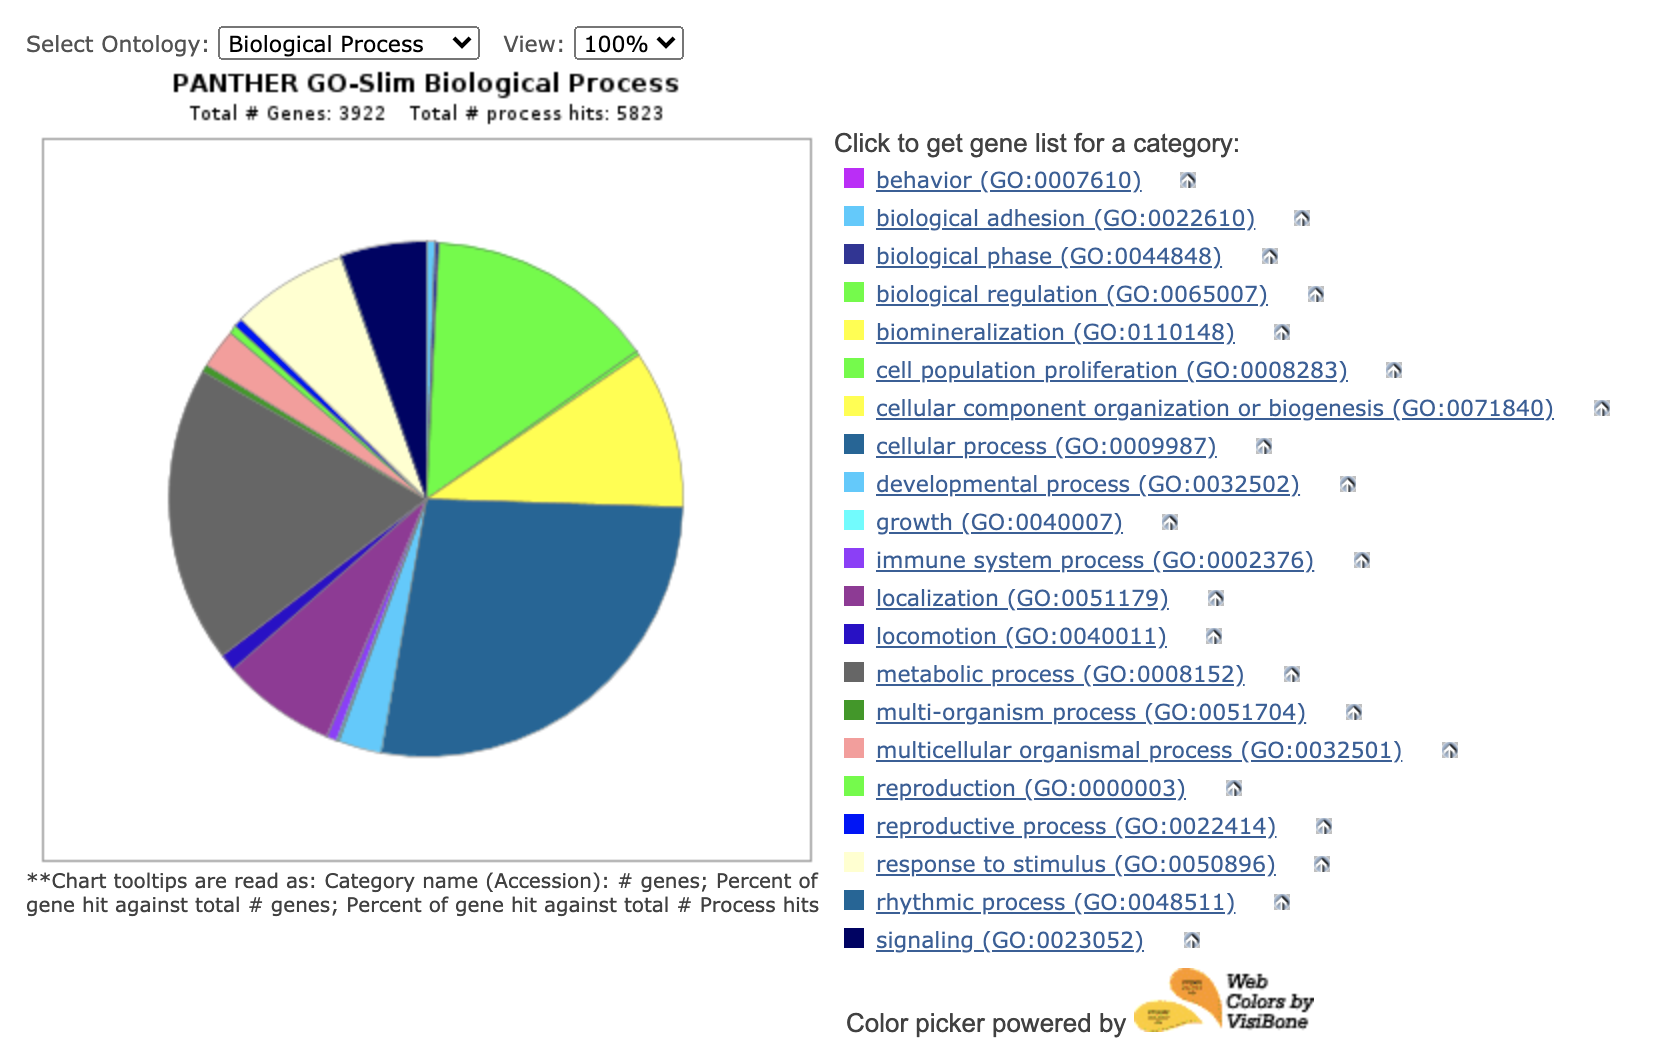 Select Ontology: Biological Process View: 100%
PANTHER GO-Slim Biological Process
Total # Genes: 3922 Total # process hits: 5823
Click to get gene list for a category:
behavior (GO:0007610)
biological adhesion (GO:0022610)
biological phase (GO:0044848)
biological regulation (GO:0065007)
biomineralization (GO:0110148)
cell population proliferation (GO:0008283)
cellular component organization or biogenesis (GO:0071840)
cellular process (GO:0009987)
developmental process (GO:0032502)
growth (GO:0040007)
immune system process (GO:0002376)
localization (GO:0051179)
locomotion (GO:0040011)
metabolic process (GO:0008152)
multi-organism process (GO:0051704)
multicellular organismal process (GO:0032501)
reproduction (GO:0000003)
reproductive process (GO:0022414)
response to stimulus (GO:0050896)
rhythmic process (GO:0048511)
signaling (GO:0023052)
**Chart tooltips are read as: Category name (Accession): # genes; Percent of
gene hit against total # genes; Percent of gene hit against total # Process hits
Color picker powered by
Web
Colors by
VisiBone